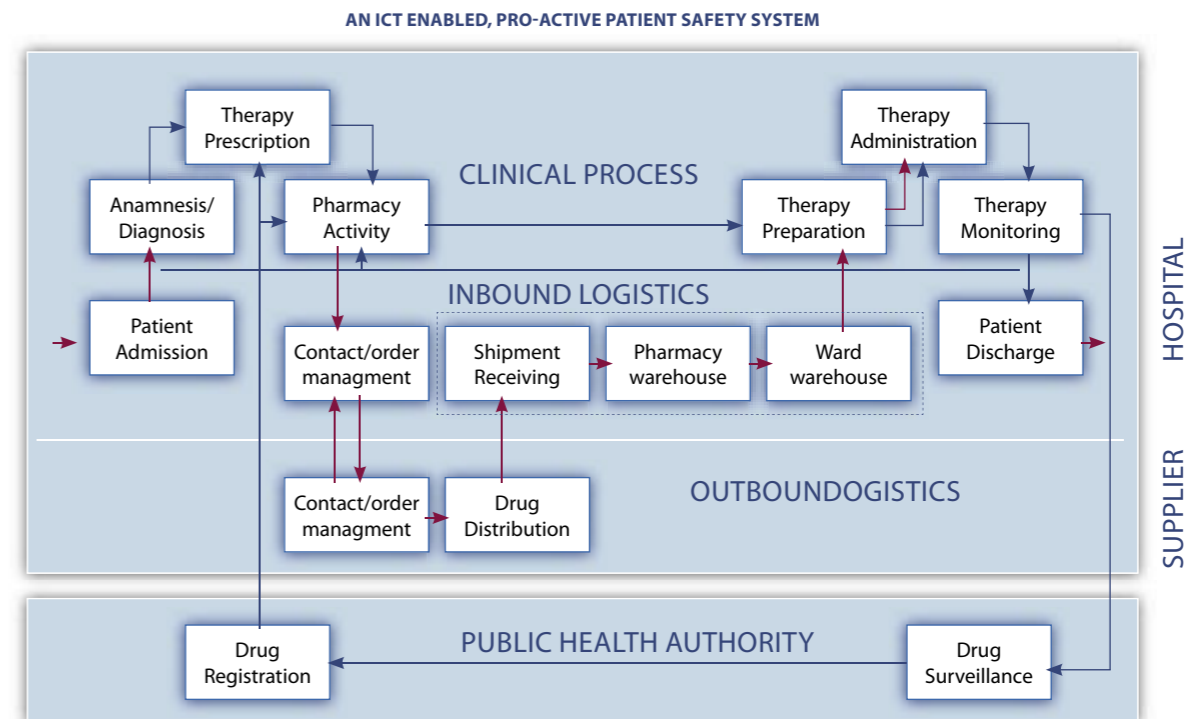 AN ICT ENABLED, PRO-ACTIVE PATIENT SAFETY SYSTEM
Therapy
Prescription
Therapy
Administration
CLINICAL PROCESS
Anamnesis/
Diagnosis
Pharmacy
Activity
Therapy
Preparation
Therapy
Monitoring
HOSPITAL
INBOUND LOGISTICS
Patient
Admission
Contact/order
managment
Shipment
Receiving
Pharmacy
warehouse
Ward
warehouse
Patient
Discharge
SUPPLIER
OUTBOUNDOGISTICS
Contact/order
managment
Drug
Distribution
PUBLIC HEALTH AUTHORITY
Drug
Registration
Drug
Surveillance